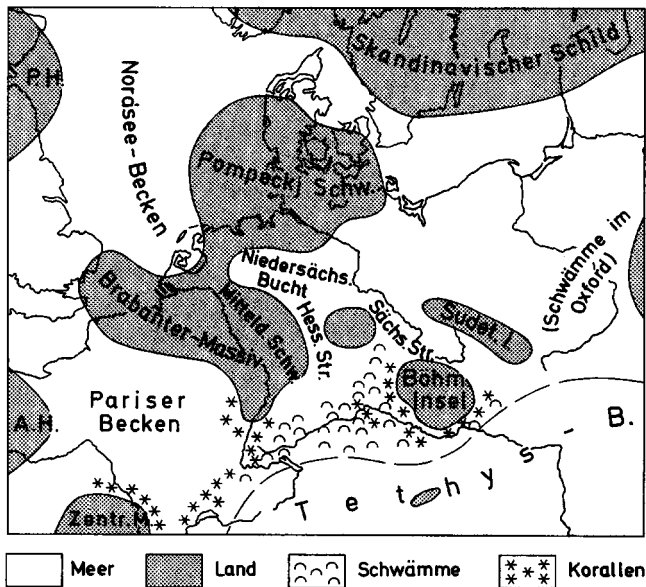 Skandinavischer Schild
P.H.
Nordsee-Becken
Pompeckj Schw.
Niedersächs.
Bucht
(Schwämme im
Oxford)
Brabanter-Massiv
Mitteld. Schw.
Hess. Str.
Sächs. Str.
Sudet. I.
Böhm.
Insel
Pariser
Becken
A.H.
Zentr. M.
Tethys-B.
Meer
Land
Schwämme
Korallen